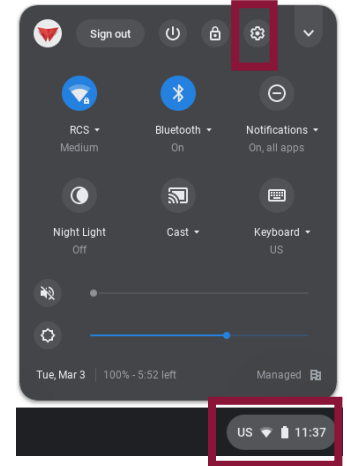 Sign out
RCS Bluetooth Notifications
Medium On On, all apps
Night Light Cast Keyboard
Off US
Tue, Mar 3 100% - 5:52 left Managed
US 11:37